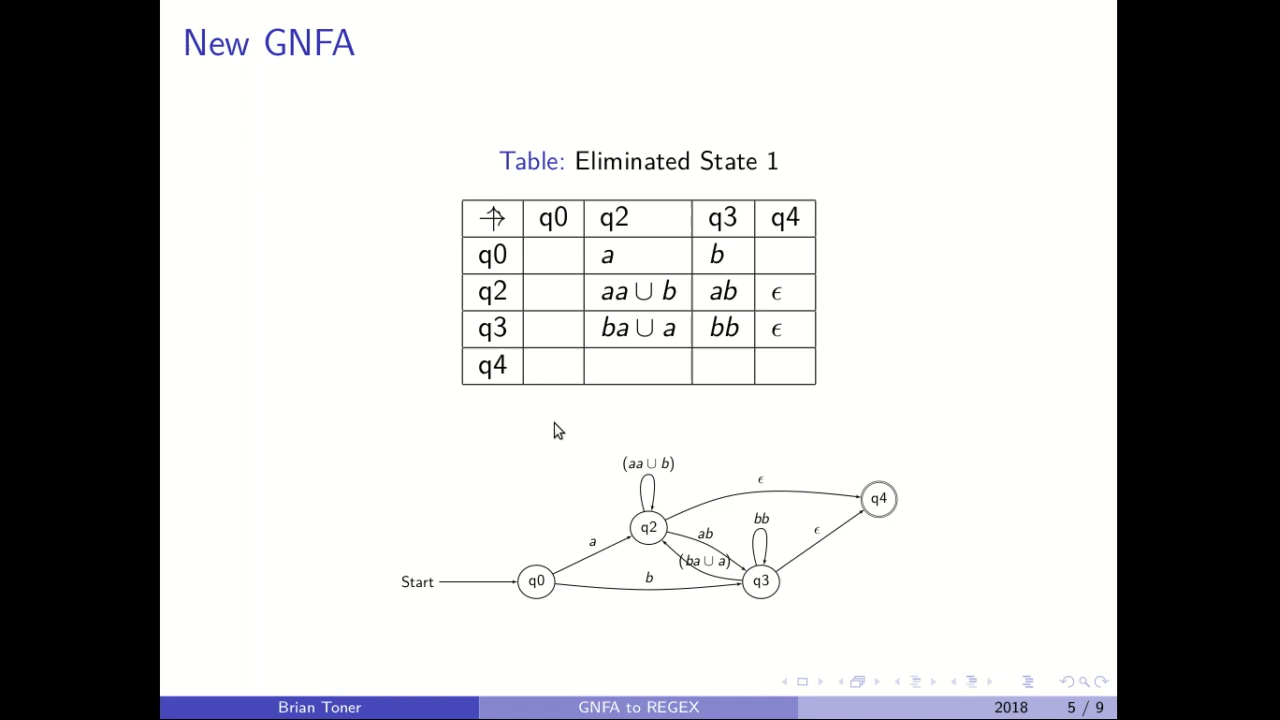 New GNFA
Table: Eliminated State 1
q0 q2 q3 q4
q0 a b
q2 aa ∪ b ab ϵ
q3 ba ∪ a bb ϵ
q4
(aa ∪ b)
ϵ
q4
bb
q2
ab
ϵ
a
(ba ∪ a)
Start
q0
b
q3
Brian Toner
GNFA to REGEX
2018
5 / 9